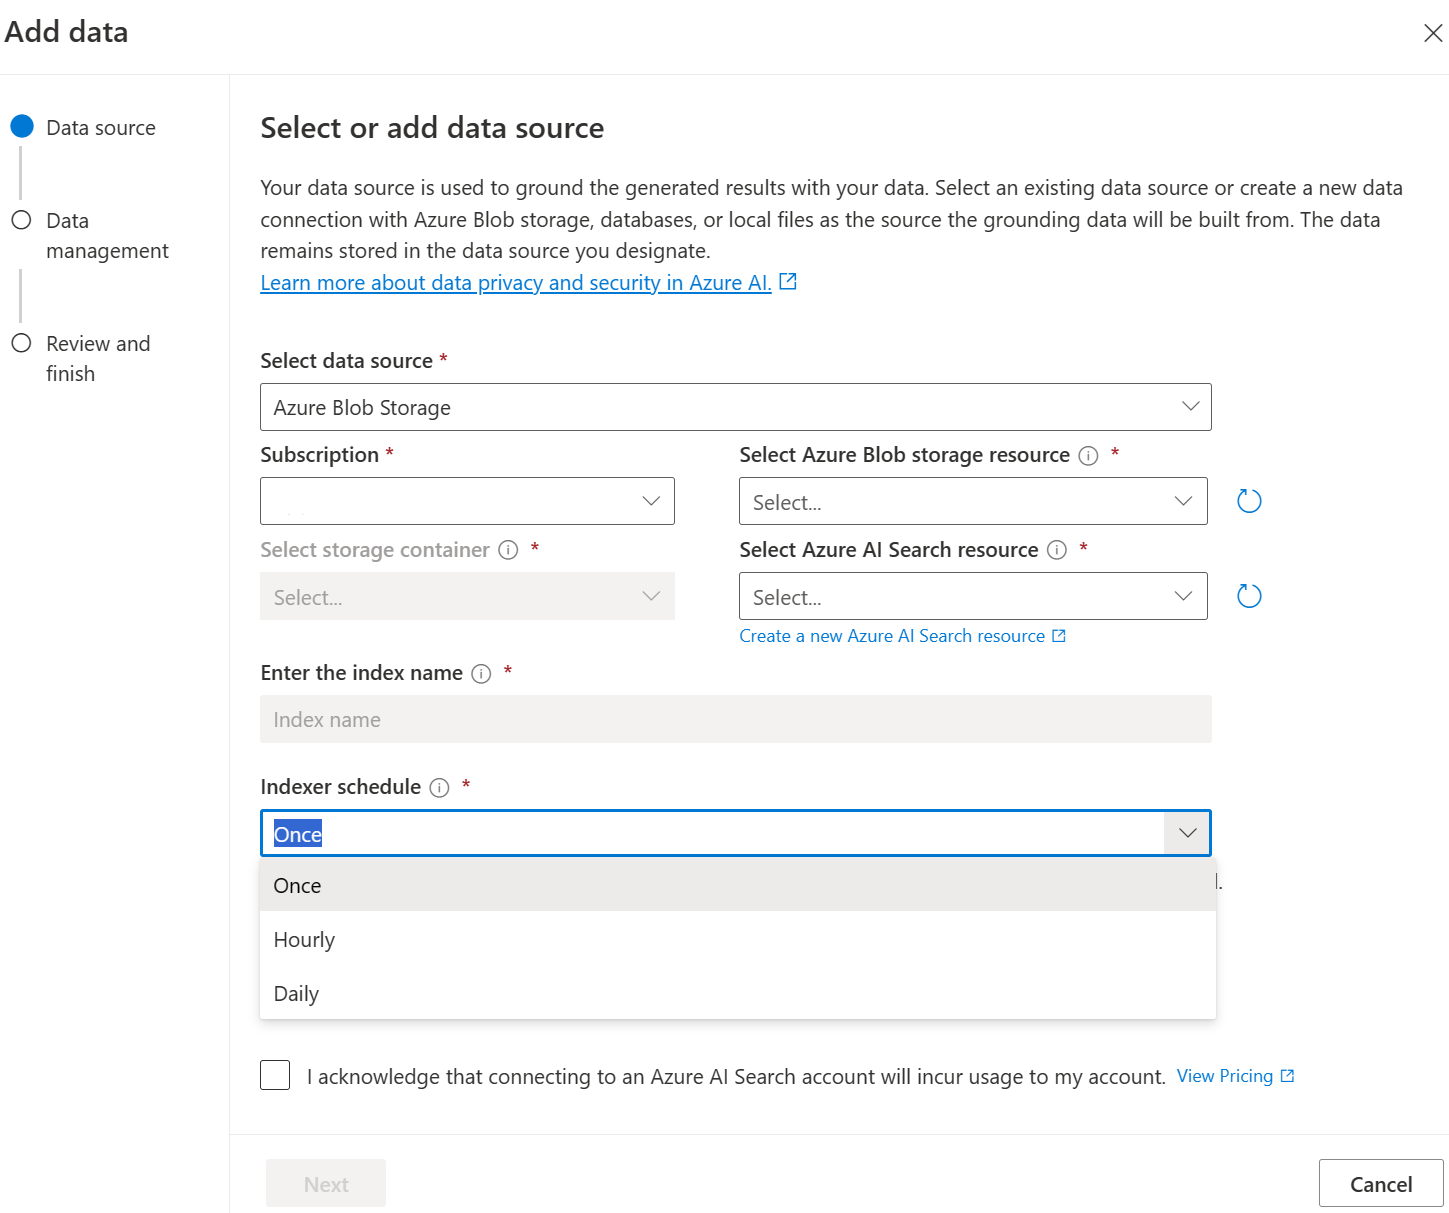 Add data
Data source
Data
management
Review and
finish
Select or add data source
Your data source is used to ground the generated results with your data. Select an existing data source or create a new data
connection with Azure Blob storage, databases, or local files as the source the grounding data will be built from. The data
remains stored in the data source you designate.
Learn more about data privacy and security in Azure AI.
Select data source *
Azure Blob Storage
Subscription *
Select Azure Blob storage resource *
Select...
Select storage container *
Select...
Select Azure AI Search resource *
Select...
Create a new Azure AI Search resource
Enter the index name *
Index name
Indexer schedule *
Once
Once
Hourly
Daily
I acknowledge that connecting to an Azure AI Search account will incur usage to my account. View Pricing
Next
Cancel